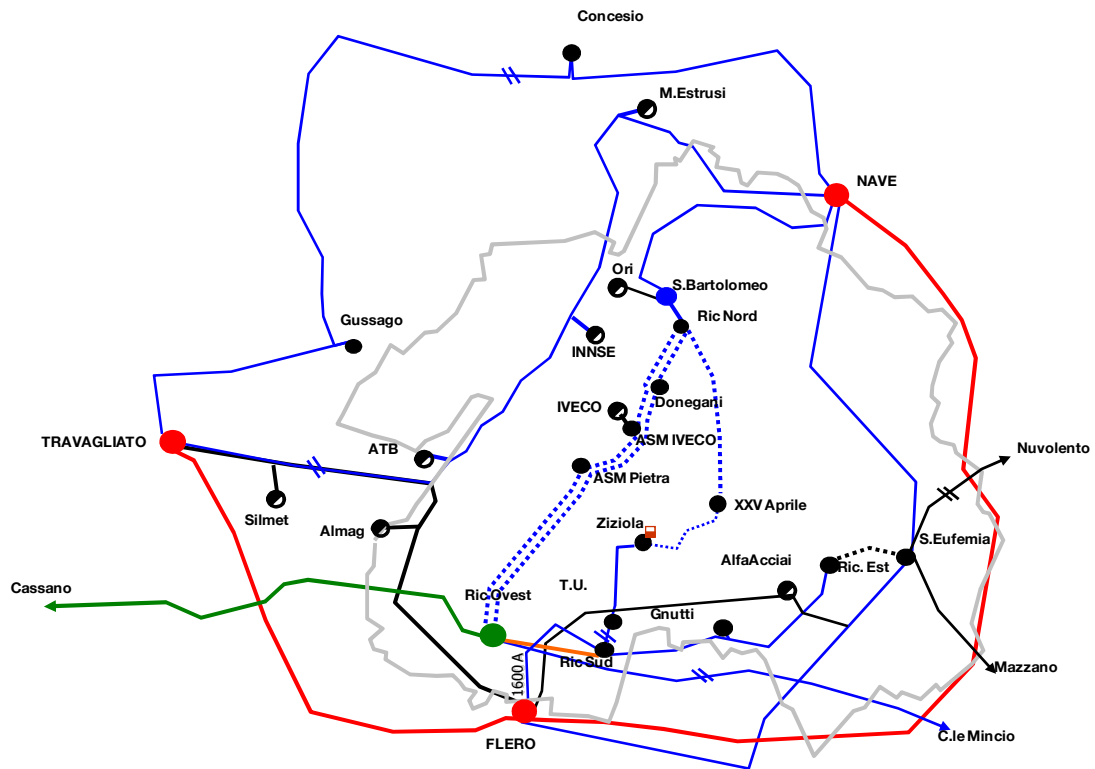 Concesio
M.Estrusi
NAVE
Ori
S.Bartolomeo
Ric Nord
Gussago
INNSE
Donegani
IVECO
ASM IVECO
TRAVAGLIATO
ATB
Nuvolento
ASM Pietra
Silmet
XXV Aprile
Ziziola
Almag
S.Eufemia
AlfaAcciai
Ric. Est
Cassano
T.U.
Ric Ovest
Gnutti
Ric Sud
1600 A
Mazzano
C.le Mincio
FLERO